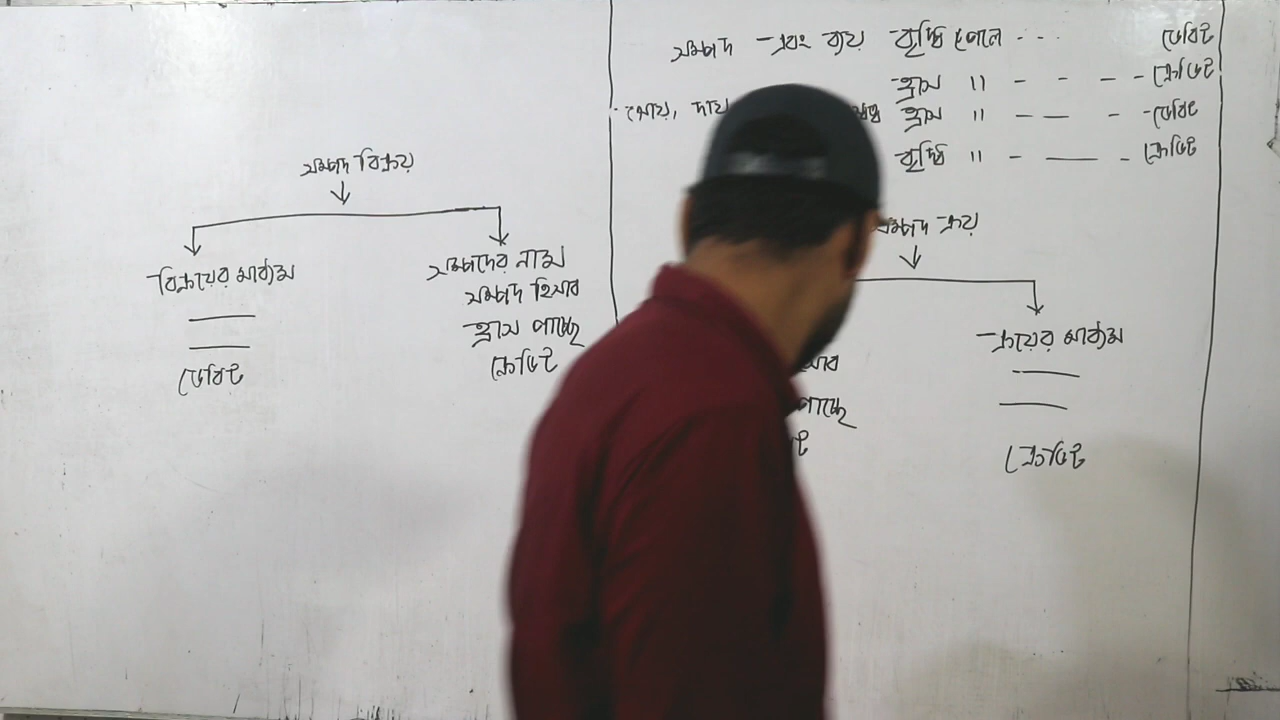 সম্পদ এবং ব্যয় বৃদ্ধি পেলে - - - ডেবিট
হ্রাস " - - - - ক্রেডিট
আয়, দায় হ্রাস " - - - - ডেবিট
বৃদ্ধি " - - - ক্রেডিট
সম্পদ বিক্রয়
বিক্রয়ের মাধ্যম
ডেবিট
সম্পদের নাম
সম্পদ হিসাব
হ্রাস পাচ্ছে
ক্রেডিট
সম্পদ ক্রয়
পাচ্ছে
ক্রয়ের মাধ্যম
ক্রেডিট